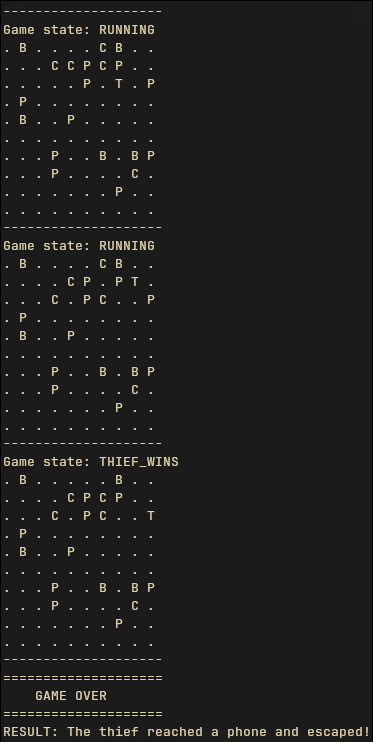 --------------------
Game state: RUNNING
. B . . . . C B . .
. . . C C P C P . .
. . . . . P . T . P
. P . . . . . . . .
. B . . P . . . . .
. . . . . . . . . .
. . . P . . B . B P
. . . P . . . . C .
. . . . . . . P . .
. . . . . . . . . .
--------------------
Game state: RUNNING
. B . . . . C B . .
. . . . C P . P T .
. . . C . P C . . P
. P . . . . . . . .
. B . . P . . . . .
. . . . . . . . . .
. . . P . . B . B P
. . . P . . . . C .
. . . . . . . P . .
. . . . . . . . . .
--------------------
Game state: THIEF_WINS
. B . . . . . B . .
. . . . C P C P . .
. . . C . P C . . T
. P . . . . . . . .
. B . . P . . . . .
. . . . . . . . . .
. . . P . . B . B P
. . . P . . . . C .
. . . . . . . P . .
. . . . . . . . . .
--------------------
====================
    GAME OVER
====================
RESULT: The thief reached a phone and escaped!